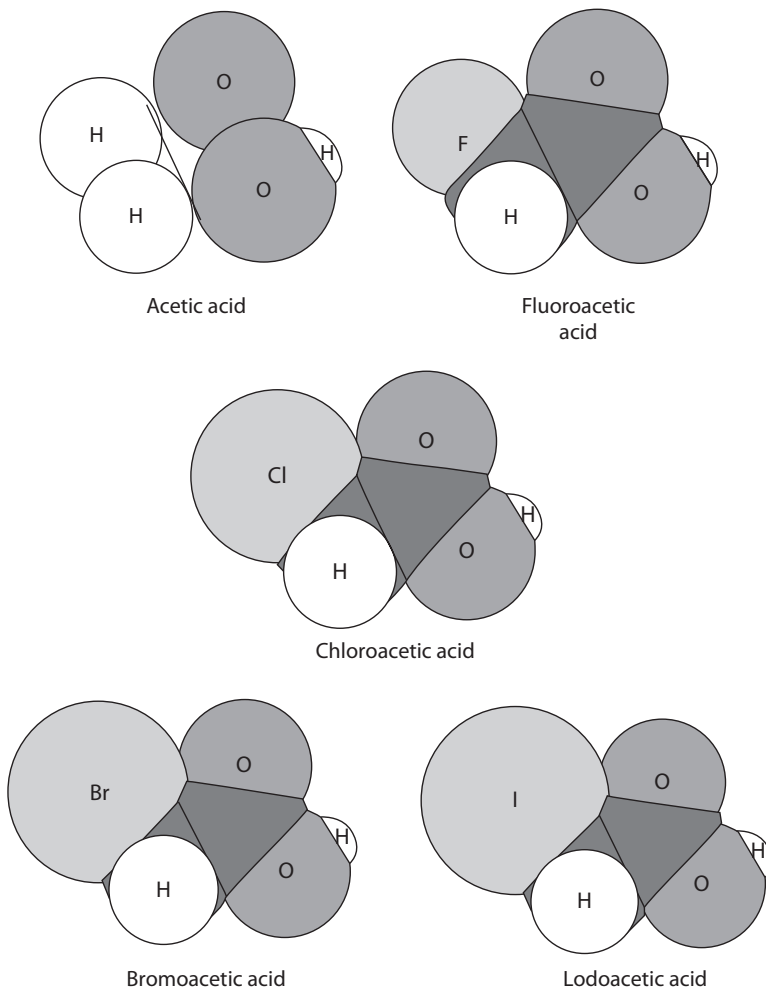 O
H
H
O
H
Acetic acid
O
F
H
O
H
Fluoroacetic
acid
O
Cl
H
O
H
Chloroacetic acid
O
Br
H
O
H
Bromoacetic acid
O
I
H
O
H
Lodoacetic acid